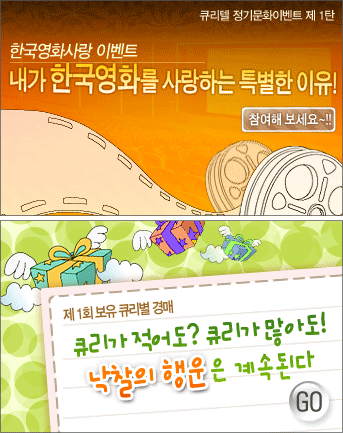 큐리텔 정기문화이벤트 제 1탄
한국영화사랑 이벤트
내가 한국영화를 사랑하는 특별한 이유!
참여해 보세요~!!
제 1회 보유 큐리별 경매
큐리가 적어도? 큐리가 많아도!
낙찰의 행운은 계속된다
GO